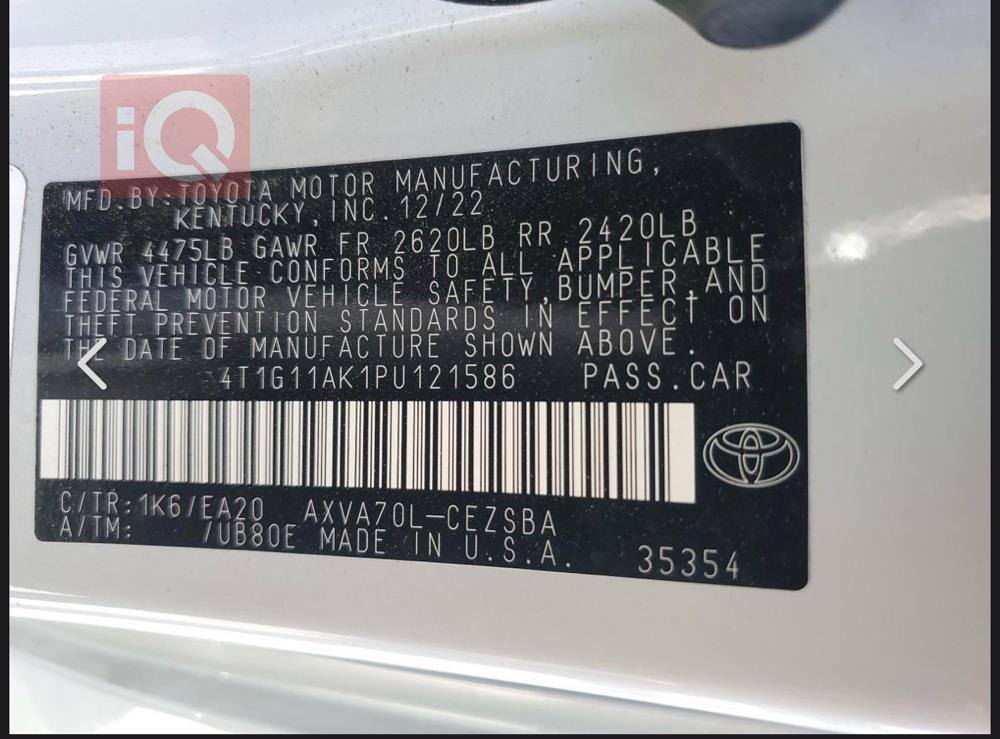 iQ
MFD.BY:TOYOTA MOTOR MANUFACTURING,
KENTUCKY,INC.12/22
GVWR 4475LB GAWR FR 2620LB RR 2420LB
THIS VEHICLE CONFORMS TO ALL APPLICABLE
FEDERAL MOTOR VEHICLE SAFETY,BUMPER,AND
THEFT PREVENTION STANDARDS IN EFFECT ON
THE DATE OF MANUFACTURE SHOWN ABOVE.
4T1G11AK1PU121586 PASS.CAR
C/TR:1K6/EA20 AXVA70L-CEZSBA
A/TM: /UB80E MADE IN U.S.A. 35354